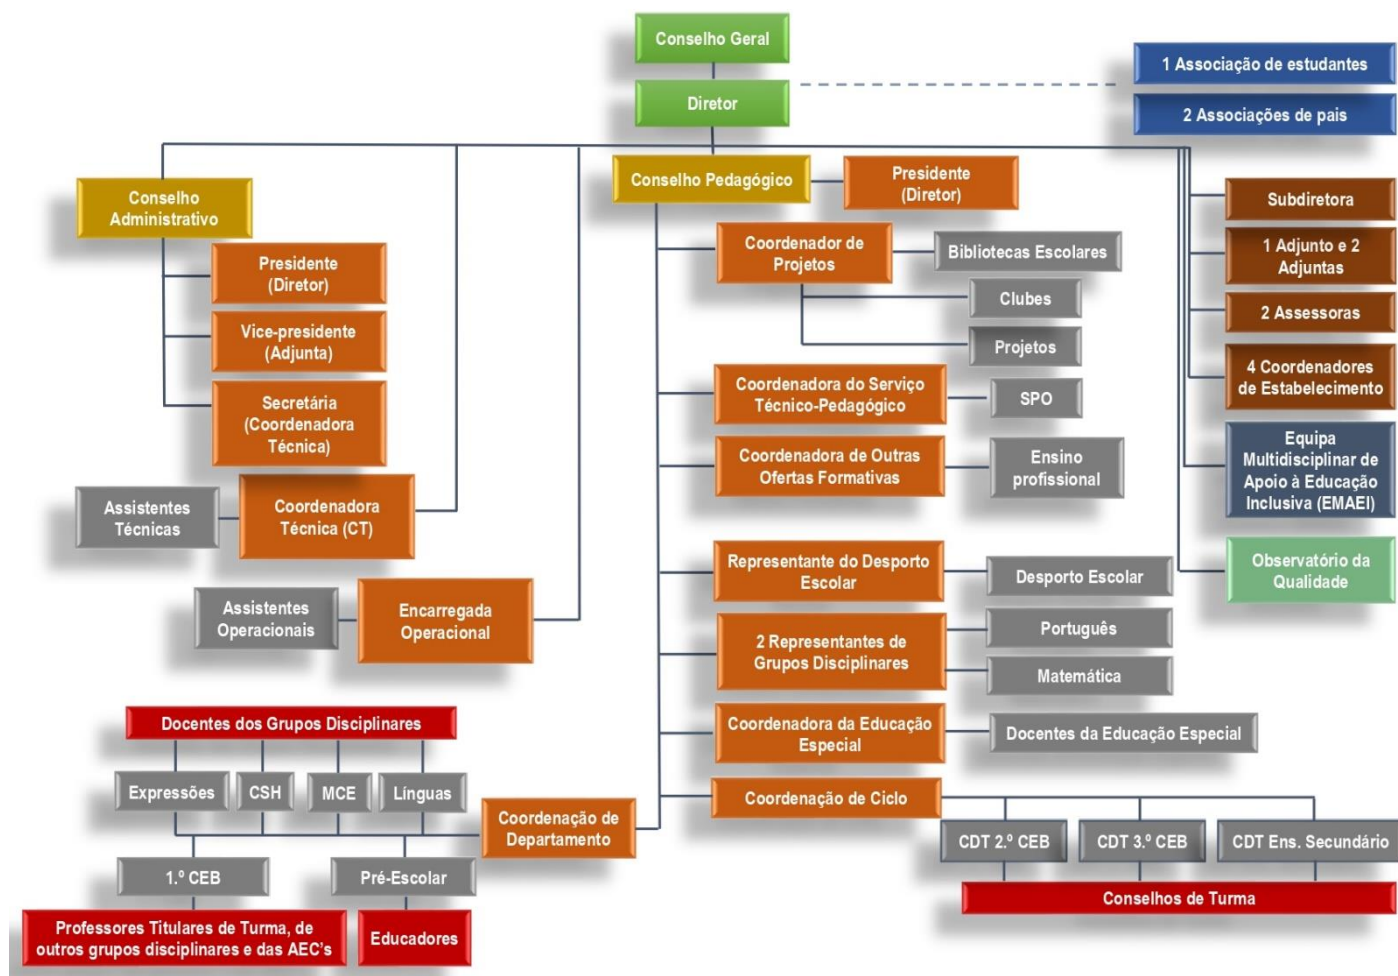 Conselho Geral
Diretor
1 Associação de estudantes
2 Associações de pais
Conselho
Administrativo
Presidente
(Diretor)
Vice-presidente
(Adjunta)
Secretária
(Coordenadora
Técnica)
Assistentes
Técnicas
Coordenadora
Técnica (CT)
Assistentes
Operacionais
Encarregada
Operacional
Conselho Pedagógico
Presidente
(Diretor)
Coordenador de
Projetos
Bibliotecas Escolares
Clubes
Projetos
Coordenadora do Serviço
Técnico-Pedagógico
SPO
Coordenadora de Outras
Ofertas Formativas
Ensino
profissional
Representante do Desporto
Escolar
Desporto Escolar
2 Representantes de
Grupos Disciplinares
Português
Matemática
Coordenadora da Educação
Especial
Docentes da Educação Especial
Coordenação de Ciclo
CDT 2.º CEB
CDT 3.º CEB
CDT Ens. Secundário
Conselhos de Turma
Subdiretora
1 Adjunto e 2
Adjuntas
2 Assessoras
4 Coordenadores
de Estabelecimento
Equipa
Multidisciplinar de
Apoio à Educação
Inclusiva (EMAEI)
Observatório da
Qualidade
Docentes dos Grupos Disciplinares
Expressões
CSH
MCE
Línguas
Coordenação de
Departamento
1.º CEB
Pré-Escolar
Professores Titulares de Turma, de
outros grupos disciplinares e das AEC's
Educadores